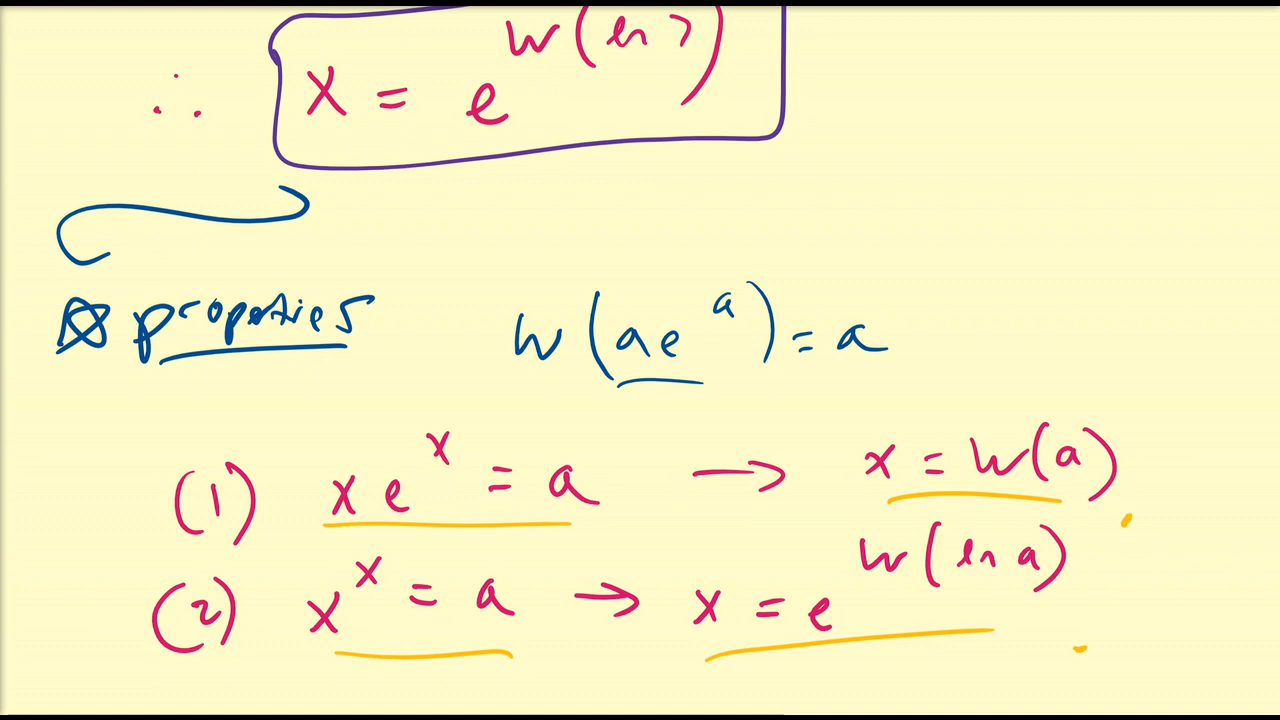 ∴ x = e^{W(ln 7)}
☆ properties W(ae^a) = a
(1) xe^x = a → x = W(a)
(2) x^x = a → x = e^{W(ln a)}